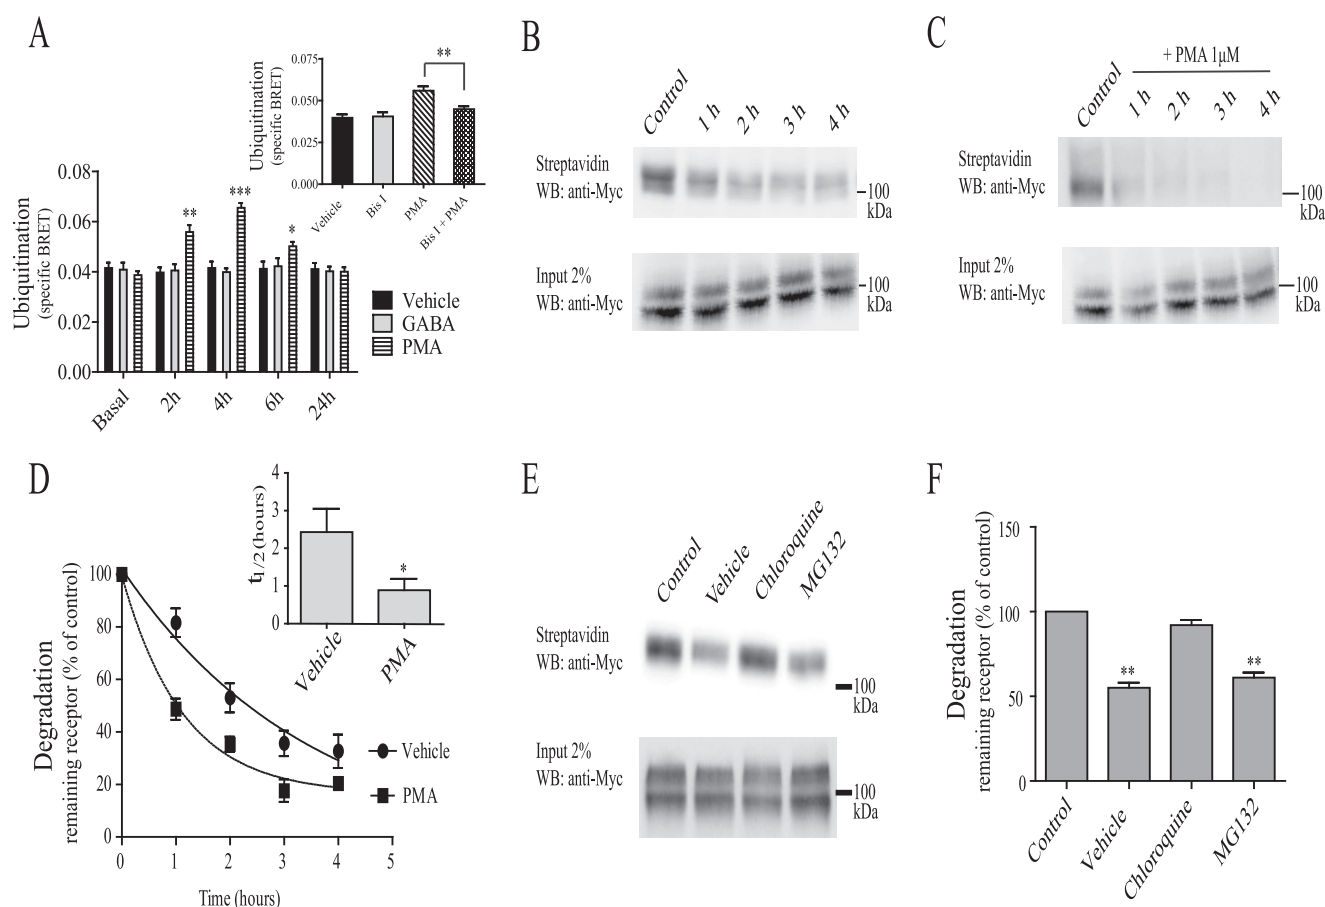 A
Ubiquitination
(specific BRET)
0.08
0.06
0.04
0.02
0.00
**
***
*
Basal
2h
4h
6h
24h
Vehicle
GABA
PMA
Ubiquitination
(specific BRET)
0.075
0.050
0.025
0.000
**
Vehicle
Bis I
PMA
Bis I + PMA
B
Control
1 h
2 h
3 h
4 h
Streptavidin
WB: anti-Myc
100
kDa
Input 2%
WB: anti-Myc
100
kDa
C
+ PMA 1µM
Control
1 h
2 h
3 h
4 h
Streptavidin
WB: anti-Myc
100
kDa
Input 2%
WB: anti-Myc
100
kDa
D
Degradation
remaining receptor (% of control)
100
80
60
40
20
0
0
1
2
3
4
5
Time (hours)
Vehicle
PMA
t1/2 (hours)
4
3
2
1
0
*
Vehicle
PMA
E
Control
Vehicle
Chloroquine
MG132
Streptavidin
WB: anti-Myc
100
kDa
Input 2%
WB: anti-Myc
100
kDa
F
Degradation
remaining receptor (% of control)
150
100
50
0
**
**
Control
Vehicle
Chloroquine
MG132